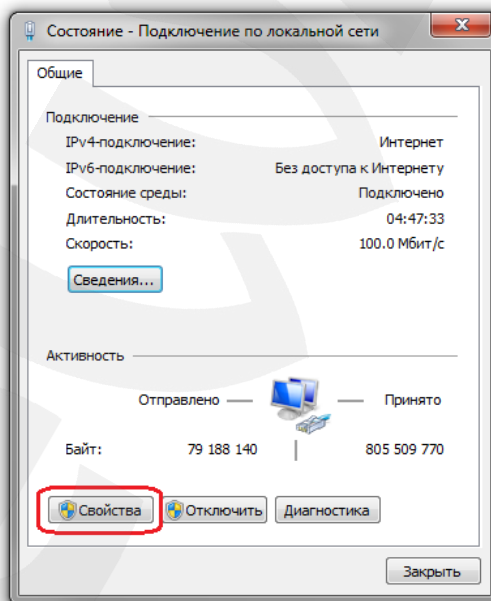 Состояние - Подключение по локальной сети
Общие
Подключение
IPv4-подключение: Интернет
IPv6-подключение: Без доступа к Интернету
Состояние среды: Подключено
Длительность: 04:47:33
Скорость: 100.0 Мбит/с
Сведения...
Активность
Отправлено — — Принято
Байт: 79 188 140 | 805 509 770
Свойства Отключить Диагностика
Закрыть